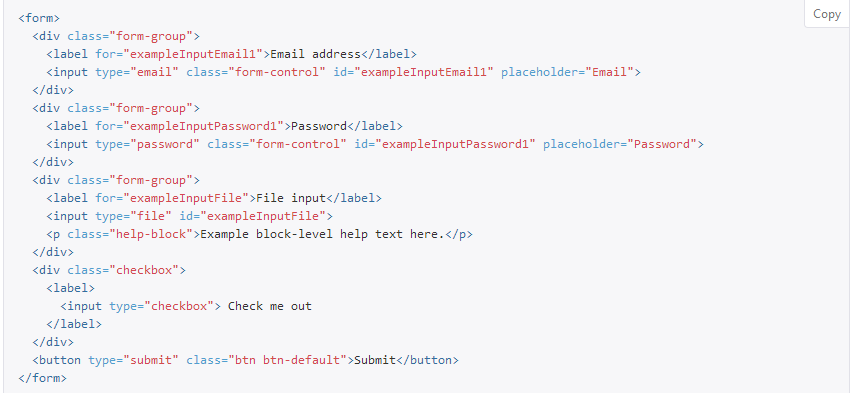 Copy
<form>
  <div class="form-group">
    <label for="exampleInputEmail1">Email address</label>
    <input type="email" class="form-control" id="exampleInputEmail1" placeholder="Email">
  </div>
  <div class="form-group">
    <label for="exampleInputPassword1">Password</label>
    <input type="password" class="form-control" id="exampleInputPassword1" placeholder="Password">
  </div>
  <div class="form-group">
    <label for="exampleInputFile">File input</label>
    <input type="file" id="exampleInputFile">
    <p class="help-block">Example block-level help text here.</p>
  </div>
  <div class="checkbox">
    <label>
      <input type="checkbox"> Check me out
    </label>
  </div>
  <button type="submit" class="btn btn-default">Submit</button>
</form>